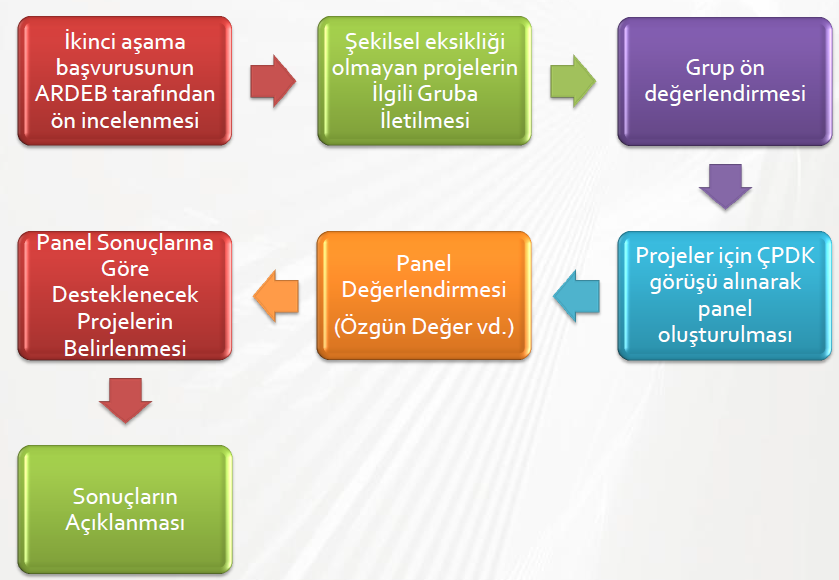 İkinci aşama
başvurusunun
ARDEB tarafından
ön incelenmesi
Şekilsel eksikliği
olmayan projelerin
İlgili Gruba
İletilmesi
Grup ön
değerlendirmesi
Projeler için ÇPDK
görüşü alınarak
panel
oluşturulması
Panel
Değerlendirmesi
(Özgün Değer vd.)
Panel Sonuçlarına
Göre
Desteklenecek
Projelerin
Belirlenmesi
Sonuçların
Açıklanması